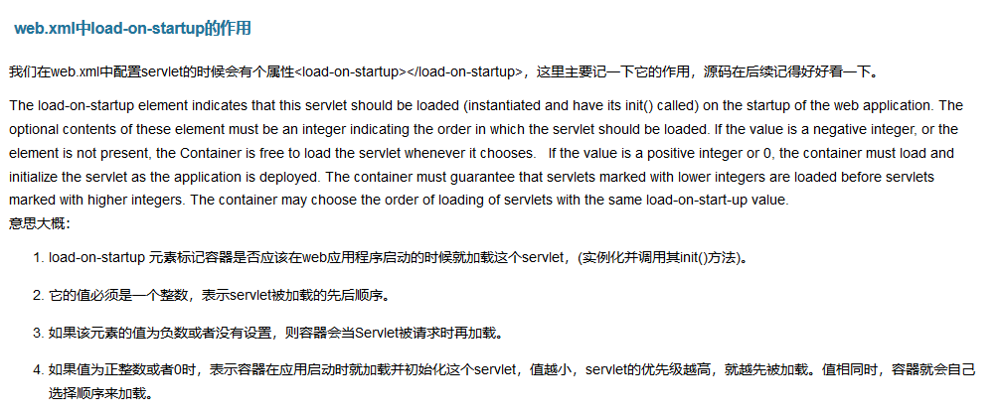 web.xml中load-on-startup的作用
我们在web.xml中配置servlet的时候会有个属性<load-on-startup></load-on-startup>，这里主要记一下它的作用，源码在后续记得好好看一下。
The load-on-startup element indicates that this servlet should be loaded (instantiated and have its init() called) on the startup of the web application. The
optional contents of these element must be an integer indicating the order in which the servlet should be loaded. If the value is a negative integer, or the
element is not present, the Container is free to load the servlet whenever it chooses.   If the value is a positive integer or 0, the container must load and
initialize the servlet as the application is deployed. The container must guarantee that servlets marked with lower integers are loaded before servlets
marked with higher integers. The container may choose the order of loading of servlets with the same load-on-start-up value.
意思大概：
1. load-on-startup 元素标记容器是否应该在web应用程序启动的时候就加载这个servlet，(实例化并调用其init()方法)。
2. 它的值必须是一个整数，表示servlet被加载的先后顺序。
3. 如果该元素的值为负数或者没有设置，则容器会当Servlet被请求时再加载。
4. 如果值为正整数或者0时，表示容器在应用启动时就加载并初始化这个servlet，值越小，servlet的优先级越高，就越先被加载。值相同时，容器就会自己
选择顺序来加载。